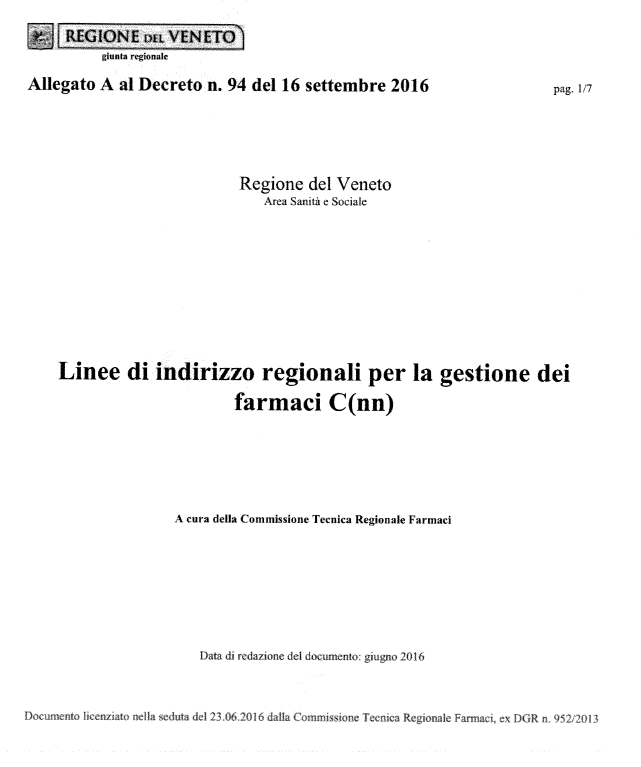 REGIONE DEL VENETO
giunta regionale
Allegato A al Decreto n. 94 del 16 settembre 2016 pag. 1/7
Regione del Veneto
Area Sanità e Sociale
Linee di indirizzo regionali per la gestione dei
farmaci C(nn)
A cura della Commissione Tecnica Regionale Farmaci
Data di redazione del documento: giugno 2016
Documento licenziato nella seduta del 23.06.2016 dalla Commissione Tecnica Regionale Farmaci, ex DGR n. 952/2013